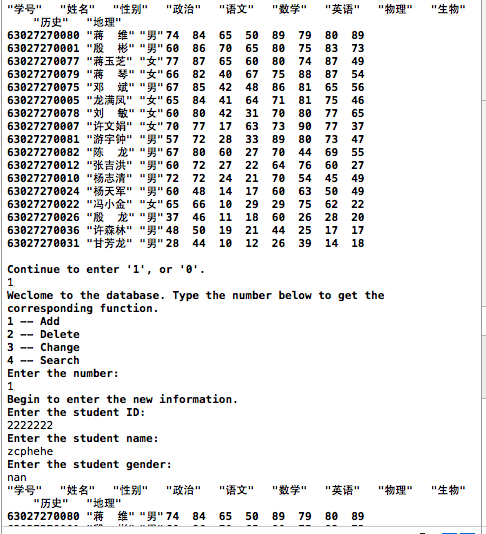 "学号" "姓名" "性别" "政治" "语文" "数学" "英语" "物理" "生物"
"历史" "地理"
63027270080 "蒋 维" "男" 74 84 65 50 89 79 80 89
63027270001 "殷 彬" "男" 60 86 70 65 80 75 83 73
63027270077 "蒋玉芝" "女" 77 87 65 60 80 74 87 49
63027270079 "蒋 琴" "女" 66 82 40 67 75 88 87 54
63027270075 "邓 斌" "男" 67 85 42 48 86 81 65 56
63027270005 "龙满凤" "女" 65 84 41 64 71 81 75 46
63027270078 "刘 敏" "女" 60 80 42 31 70 80 77 65
63027270007 "许文娟" "女" 70 77 17 63 73 90 77 37
63027270081 "游宇钟" "男" 57 72 28 33 89 80 73 47
63027270082 "陈 龙" "男" 67 80 60 27 70 44 69 55
63027270012 "张吉洪" "男" 60 72 27 22 64 76 60 27
63027270010 "杨志清" "男" 72 72 24 21 70 54 45 49
63027270024 "杨天军" "男" 60 48 14 17 60 63 50 49
63027270022 "冯小金" "女" 65 66 10 29 29 75 62 22
63027270026 "殷 龙" "男" 37 46 11 18 60 26 28 20
63027270036 "许森林" "男" 48 50 19 21 44 25 17 17
63027270031 "甘芳龙" "男" 28 44 10 12 26 39 14 18
Continue to enter '1', or '0'.
1
Weclome to the database. Type the number below to get the
corresponding function.
1 -- Add
2 -- Delete
3 -- Change
4 -- Search
Enter the number:
1
Begin to enter the new information.
Enter the student ID:
2222222
Enter the student name:
zcphehe
Enter the student gender:
nan
"学号" "姓名" "性别" "政治" "语文" "数学" "英语" "物理" "生物"
"历史" "地理"
63027270080 "蒋 维" "男" 74 84 65 50 89 79 80 89